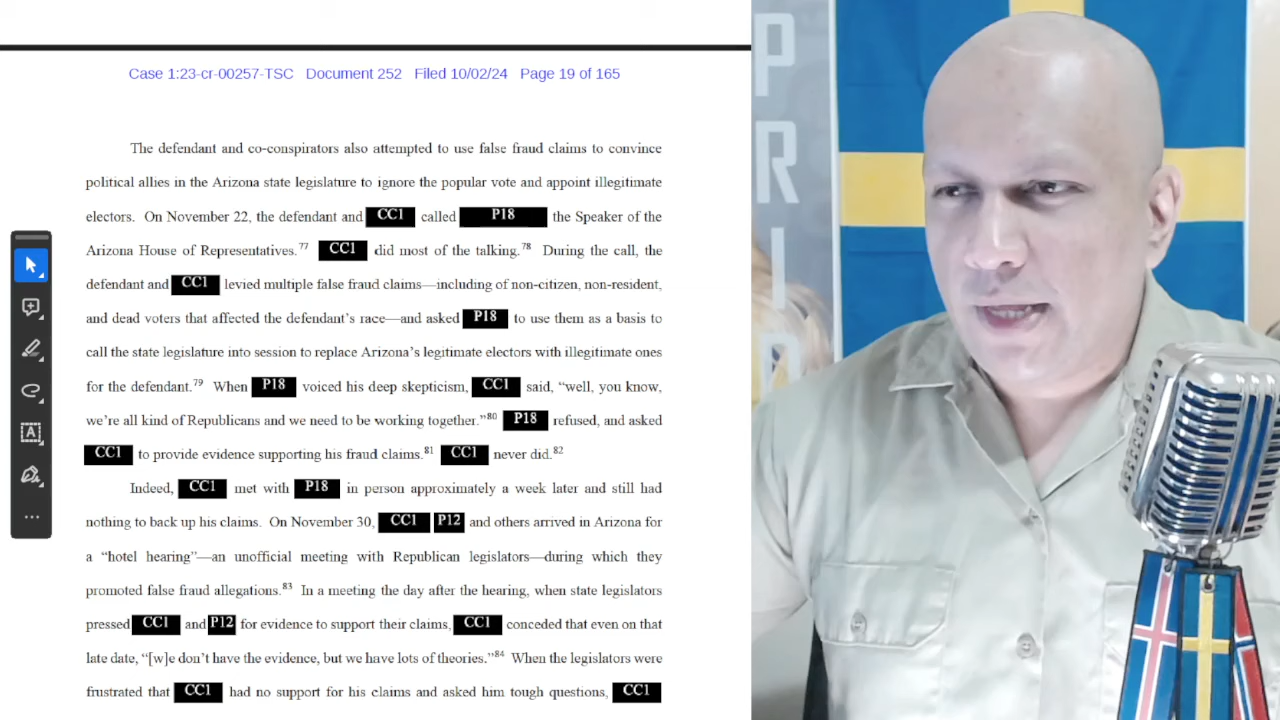 Case 1:23-cr-00257-TSC Document 252 Filed 10/02/24 Page 19 of 165
The defendant and co-conspirators also attempted to use false fraud claims to convince
political allies in the Arizona state legislature to ignore the popular vote and appoint illegitimate
electors. On November 22, the defendant and CC1 called P18 the Speaker of the
Arizona House of Representatives.77 CC1 did most of the talking.78 During the call, the
defendant and CC1 levied multiple false fraud claims—including of non-citizen, non-resident,
and dead voters that affected the defendant's race—and asked P18 to use them as a basis to
call the state legislature into session to replace Arizona's legitimate electors with illegitimate ones
for the defendant.79 When P18 voiced his deep skepticism, CC1 said, "well, you know,
we're all kind of Republicans and we need to be working together."80 P18 refused, and asked
CC1 to provide evidence supporting his fraud claims.81 CC1 never did.82
Indeed, CC1 met with P18 in person approximately a week later and still had
nothing to back up his claims. On November 30, CC1 P12 and others arrived in Arizona for
a "hotel hearing"—an unofficial meeting with Republican legislators—during which they
promoted false fraud allegations.83 In a meeting the day after the hearing, when state legislators
pressed CC1 and P12 for evidence to support their claims, CC1 conceded that even on that
late date, "[w]e don't have the evidence, but we have lots of theories."84 When the legislators were
frustrated that CC1 had no support for his claims and asked him tough questions, CC1
A
P
R
I